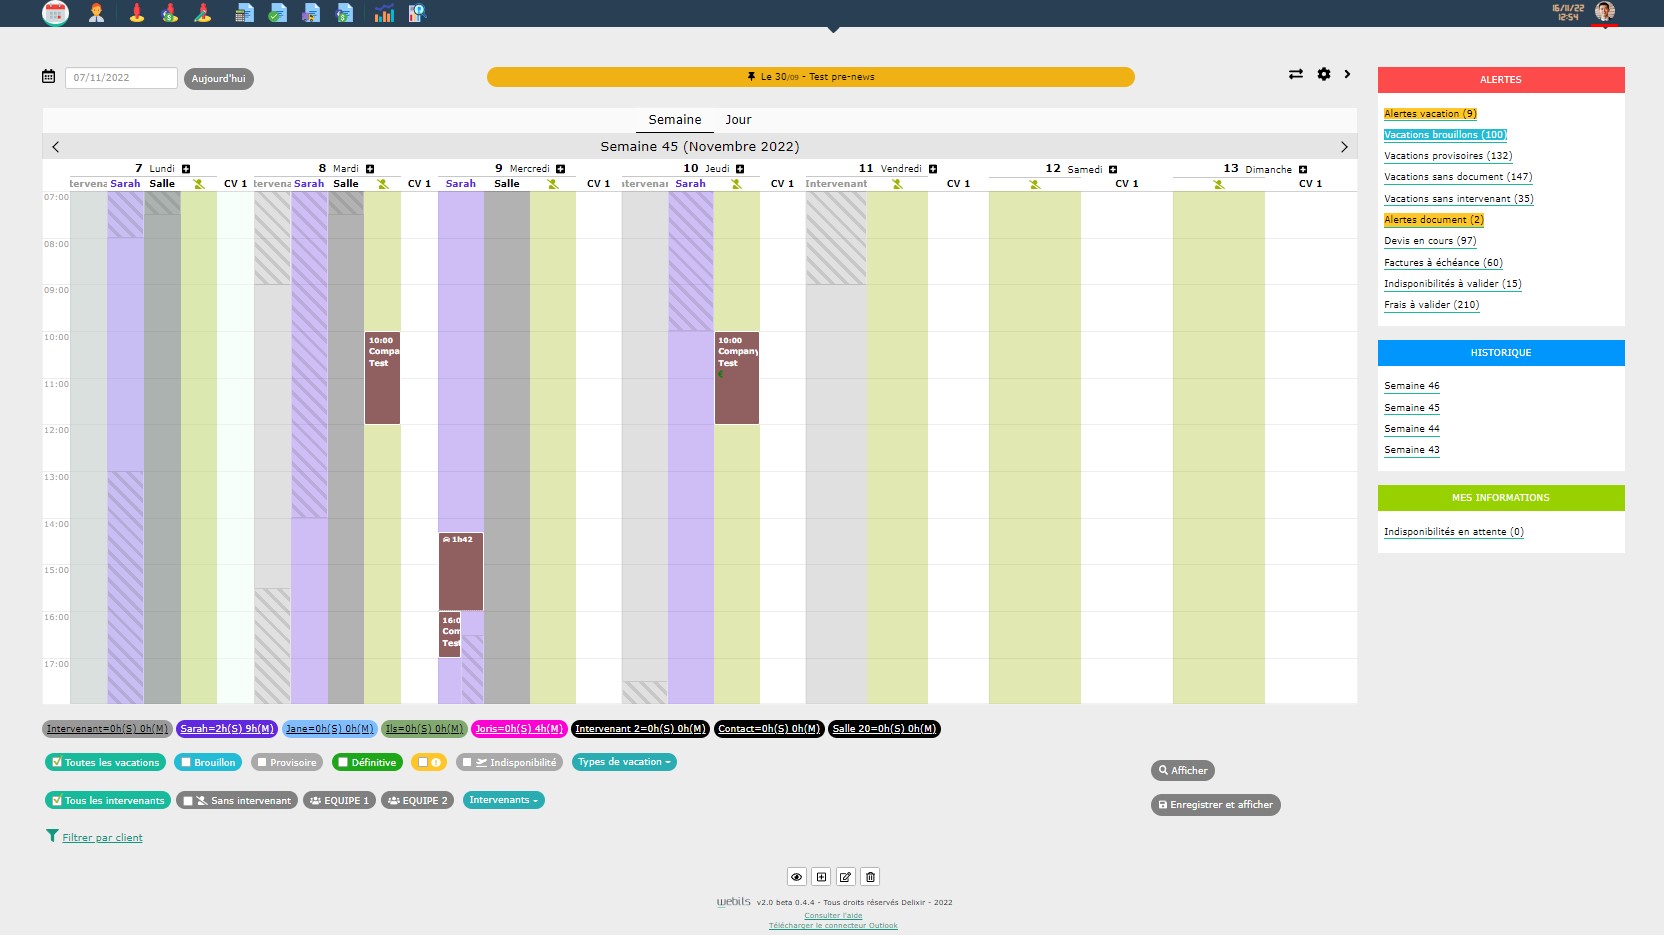 16/11/22
12:54
07/11/2022
Aujourd'hui
Le 30/09 - Test pre-news
Semaine Jour
Semaine 45 (Novembre 2022)
7 Lundi 8 Mardi 9 Mercredi 10 Jeudi 11 Vendredi 12 Samedi 13 Dimanche
tervena Sarah Salle CV 1 tervena Sarah Salle CV 1 Sarah Salle CV 1 ntervenan Sarah CV 1 Intervenant CV 1 CV 1 CV 1
07:00
08:00
09:00
10:00
11:00
12:00
13:00
14:00
15:00
16:00
17:00
10:00
Compa
Test
1h42
16:0
Com
Test
10:00
Company
Test
€
Intervenant=0h(S) 0h(M) Sarah=2h(S) 9h(M) Jane=0h(S) 0h(M) Ils=0h(S) 0h(M) Joris=0h(S) 4h(M) Intervenant 2=0h(S) 0h(M) Contact=0h(S) 0h(M) Salle 20=0h(S) 0h(M)
Toutes les vacations Brouillon Provisoire Définitive Indisponibilité Types de vacation
Tous les intervenants Sans intervenant EQUIPE 1 EQUIPE 2 Intervenants
Afficher
Enregistrer et afficher
Filtrer par client
ALERTES
Alertes vacation (9)
Vacations brouillons (100)
Vacations provisoires (132)
Vacations sans document (147)
Vacations sans intervenant (35)
Alertes document (2)
Devis en cours (97)
Factures à échéance (60)
Indisponibilités à valider (15)
Frais à valider (210)
HISTORIQUE
Semaine 46
Semaine 45
Semaine 44
Semaine 43
MES INFORMATIONS
Indisponibilités en attente (0)
webils v2.0 beta 0.4.4 - Tous droits réservés Delixir - 2022
Consulter l'aide
Télécharger le connecteur Outlook